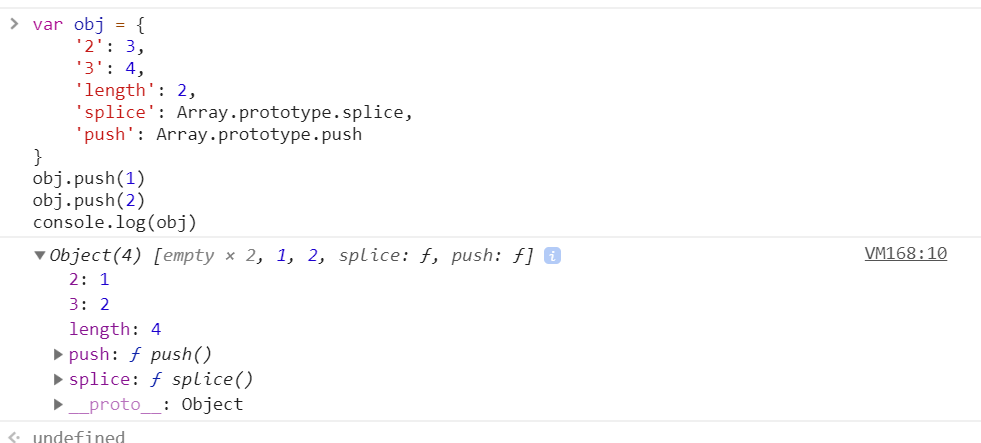 > var obj = {
    '2': 3,
    '3': 4,
    'length': 2,
    'splice': Array.prototype.splice,
    'push': Array.prototype.push
}
obj.push(1)
obj.push(2)
console.log(obj)
▼Object(4) [empty × 2, 1, 2, splice: ƒ, push: ƒ] i VM168:10
2: 1
3: 2
length: 4
▶push: ƒ push()
▶splice: ƒ splice()
▶__proto__: Object
undefined